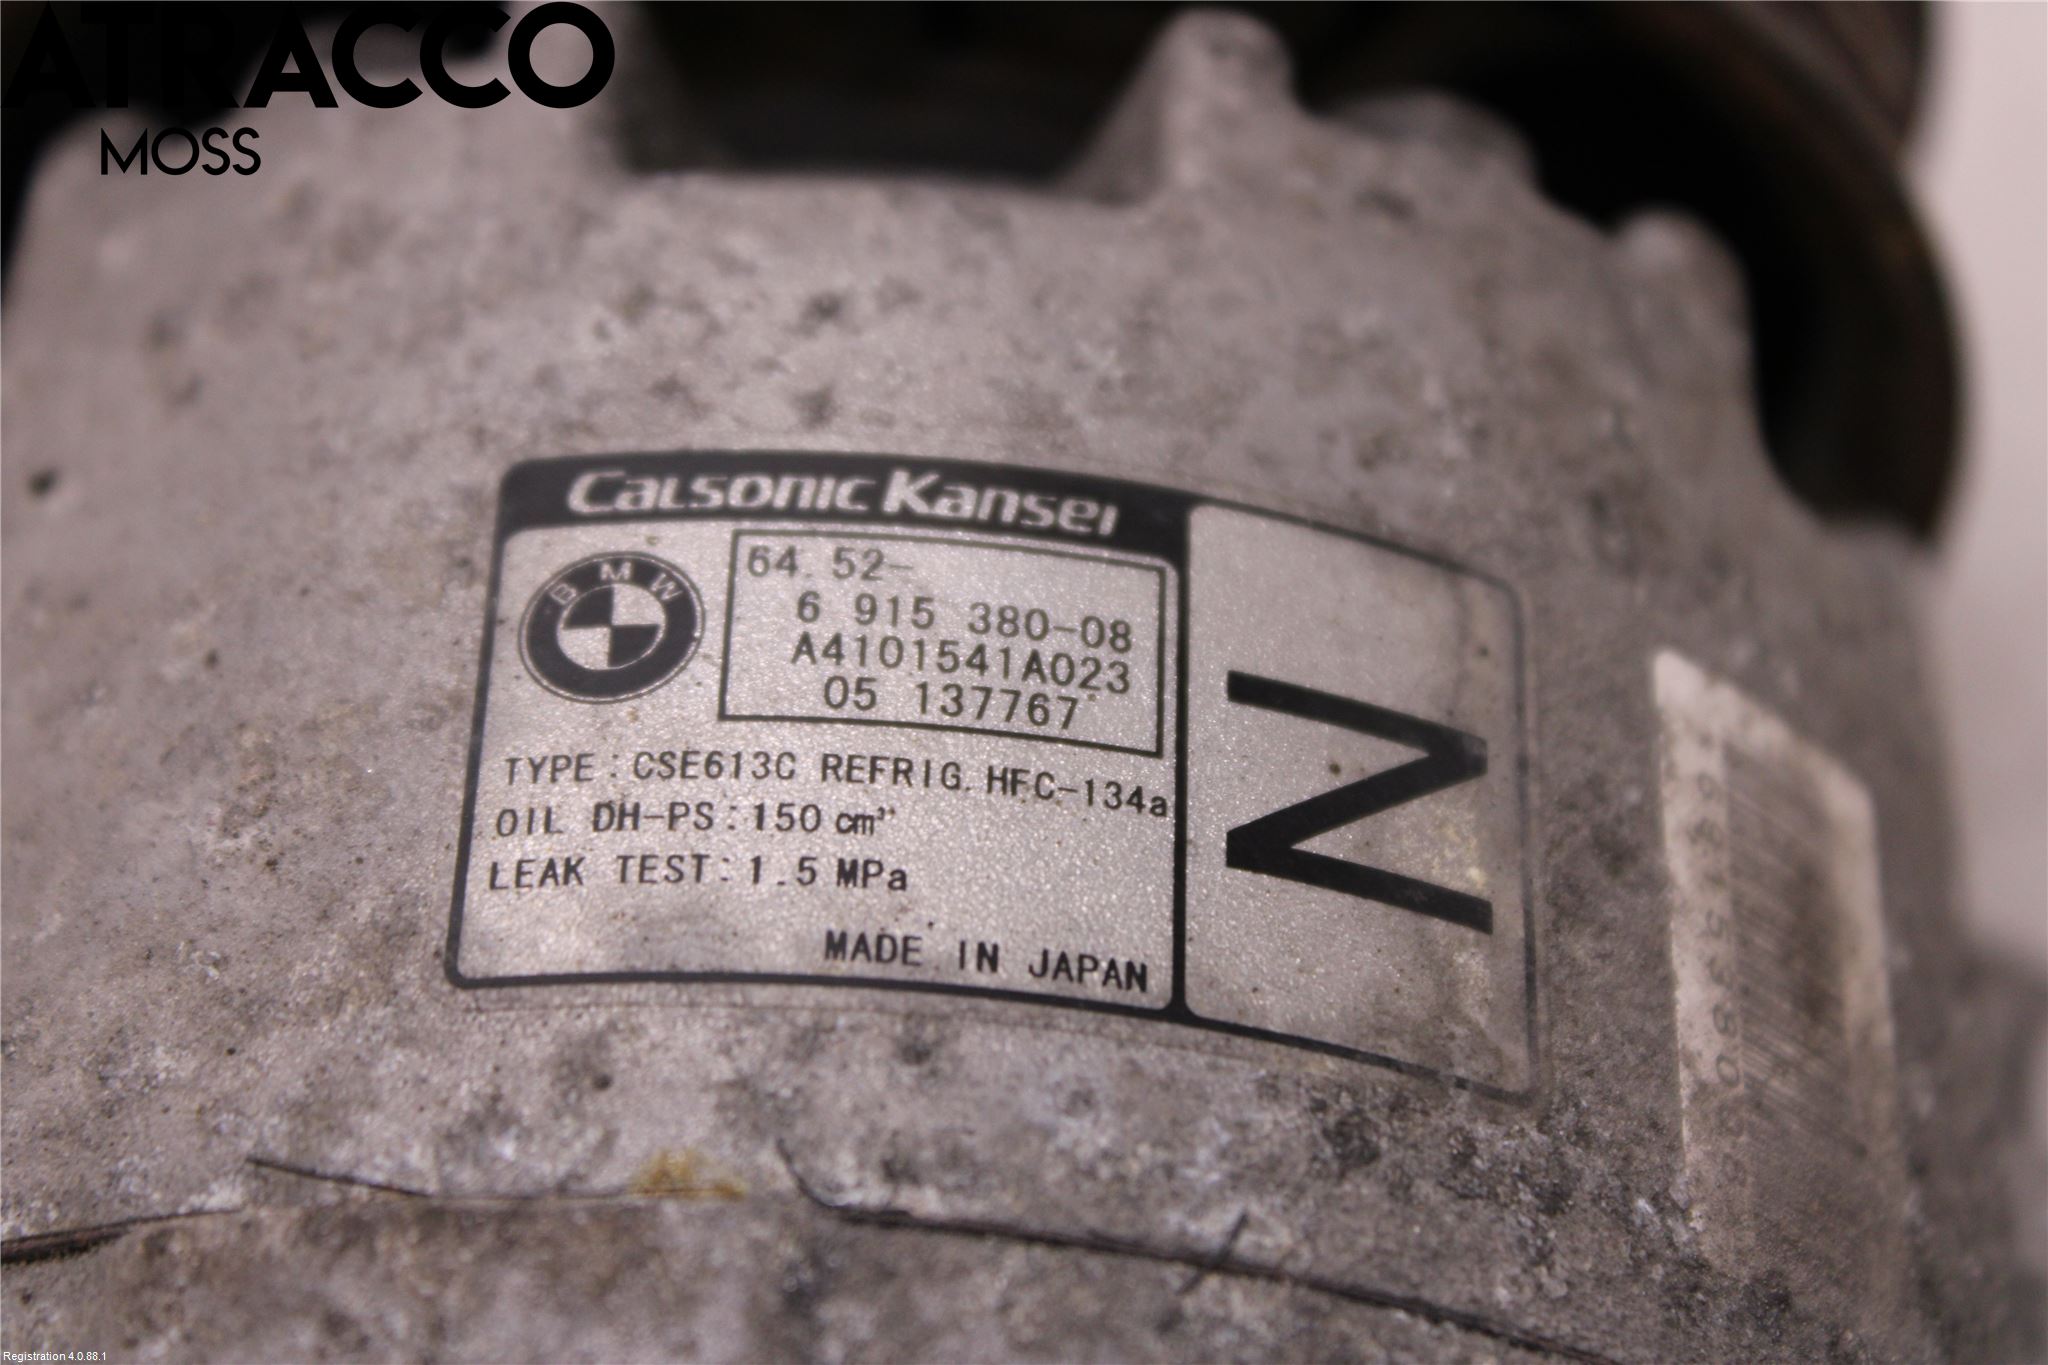 ATRACCO
MOSS
CALSONIC KANSEI
BMW
64. 52-
6 915 380-08
A4101541A023
05 137767
TYPE : CSE613C REFRIG. HFC-134a
OIL DH-PS : 150 cm³
LEAK TEST : 1.5 MPa
MADE IN JAPAN
N
Registration 4.0.88.1